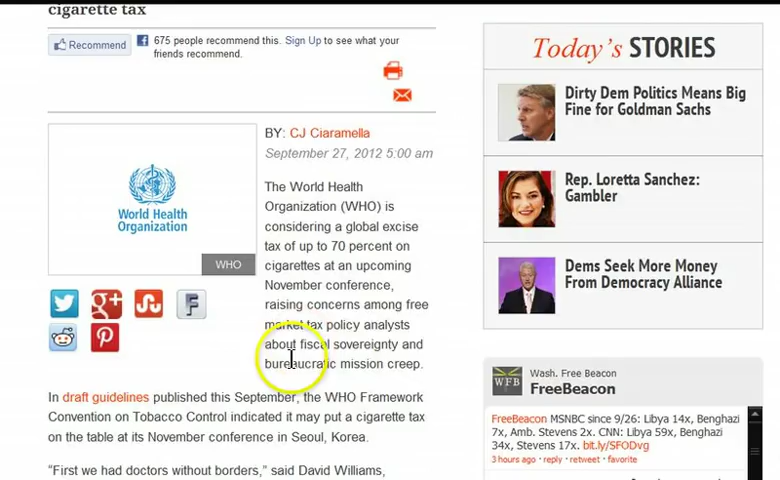 cigarette tax
Recommend
675 people recommend this. Sign Up to see what your
friends recommend.
BY: CJ Ciaramella
September 27, 2012 5:00 am
World Health
Organization
WHO
The World Health
Organization (WHO) is
considering a global excise
tax of up to 70 percent on
cigarettes at an upcoming
November conference,
raising concerns among free
market tax policy analysts
about fiscal sovereignty and
bureaucratic mission creep.
In draft guidelines published this September, the WHO Framework
Convention on Tobacco Control indicated it may put a cigarette tax
on the table at its November conference in Seoul, Korea.
“First we had doctors without borders,” said David Williams,
Today's STORIES
Dirty Dem Politics Means Big
Fine for Goldman Sachs
Rep. Loretta Sanchez:
Gambler
Dems Seek More Money
From Democracy Alliance
WFB
Wash. Free Beacon
FreeBeacon
FreeBeacon MSNBC since 9/26: Libya 14x, Benghazi
7x, Amb. Stevens 2x. CNN: Libya 59x, Benghazi
34x, Stevens 17x. bit.ly/SFODvg
3 hours ago · reply · retweet · favorite